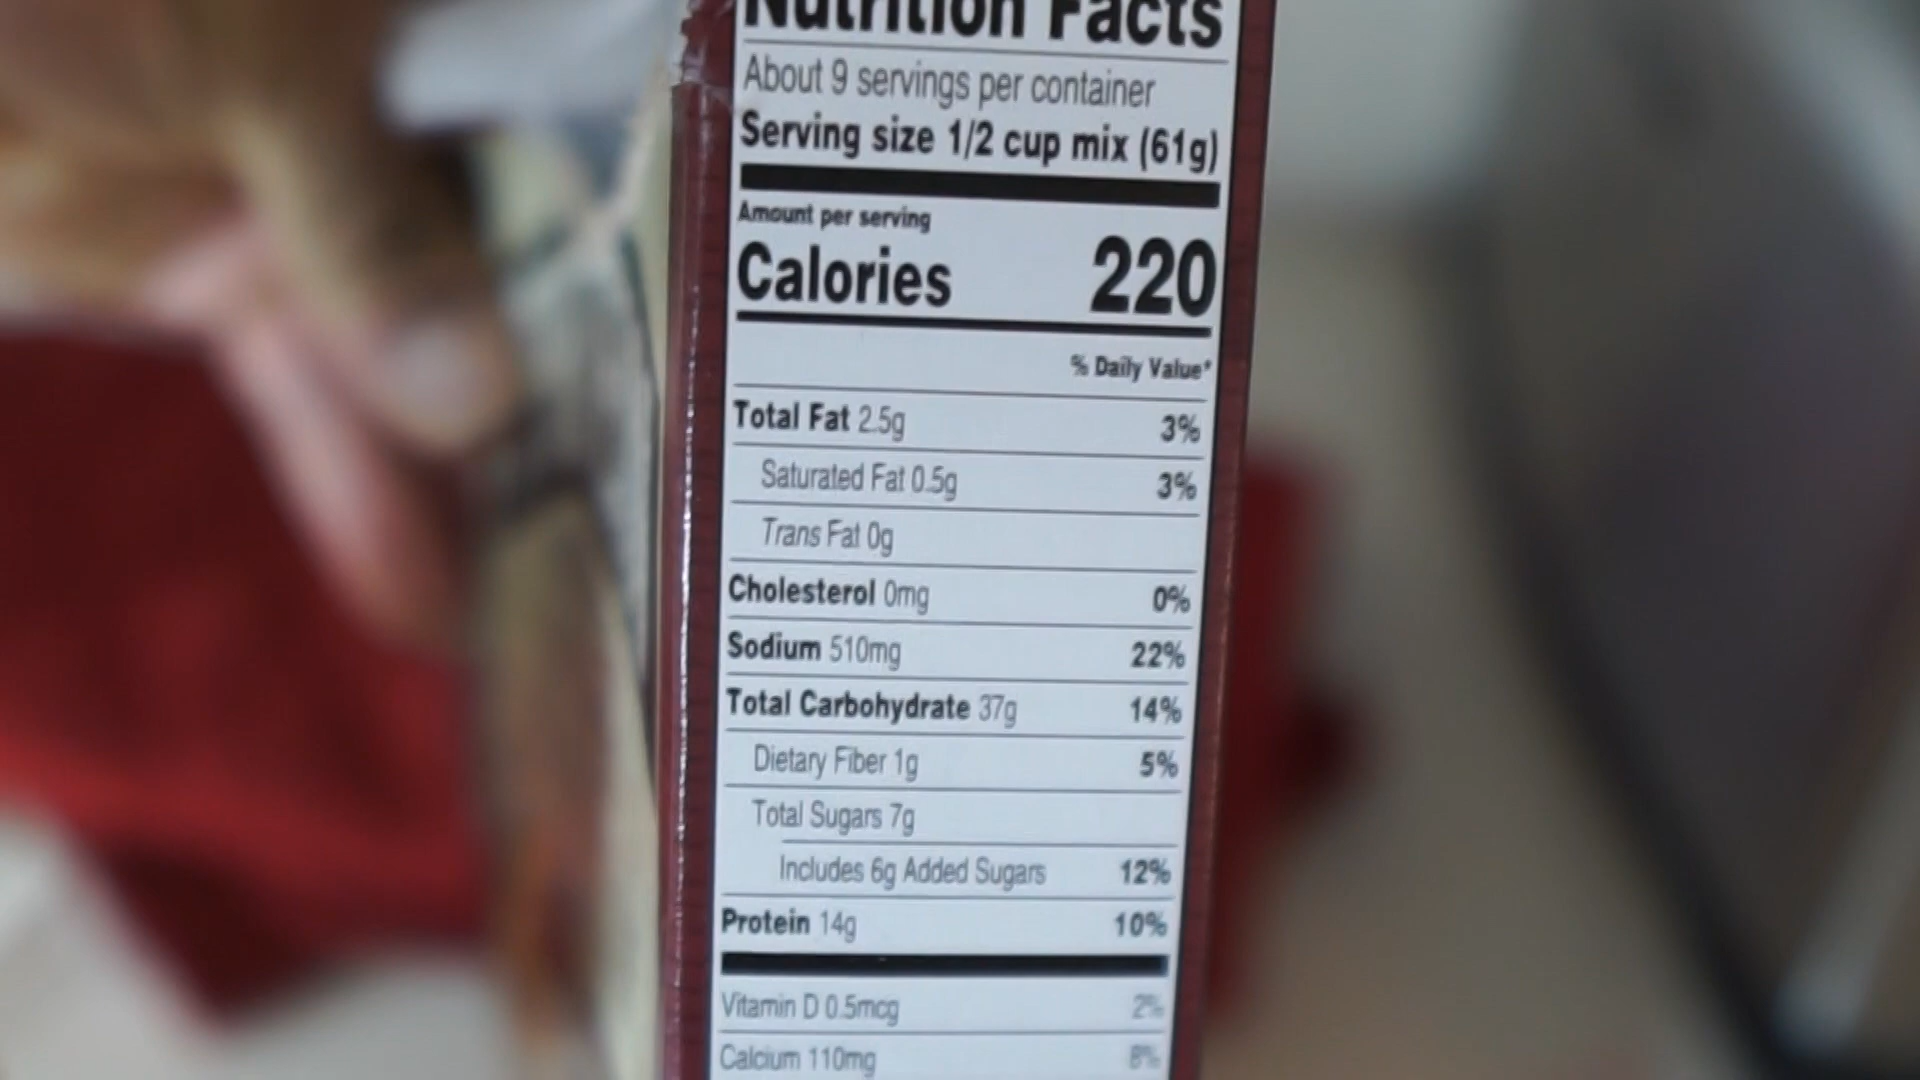 Nutrition Facts
About 9 servings per container
Serving size 1/2 cup mix (61g)
Amount per serving
Calories 220
% Daily Value*
Total Fat 2.5g 3%
Saturated Fat 0.5g 3%
Trans Fat 0g
Cholesterol 0mg 0%
Sodium 510mg 22%
Total Carbohydrate 37g 14%
Dietary Fiber 1g 5%
Total Sugars 7g
Includes 6g Added Sugars 12%
Protein 14g 10%
Vitamin D 0.5mcg 2%
Calcium 110mg 8%